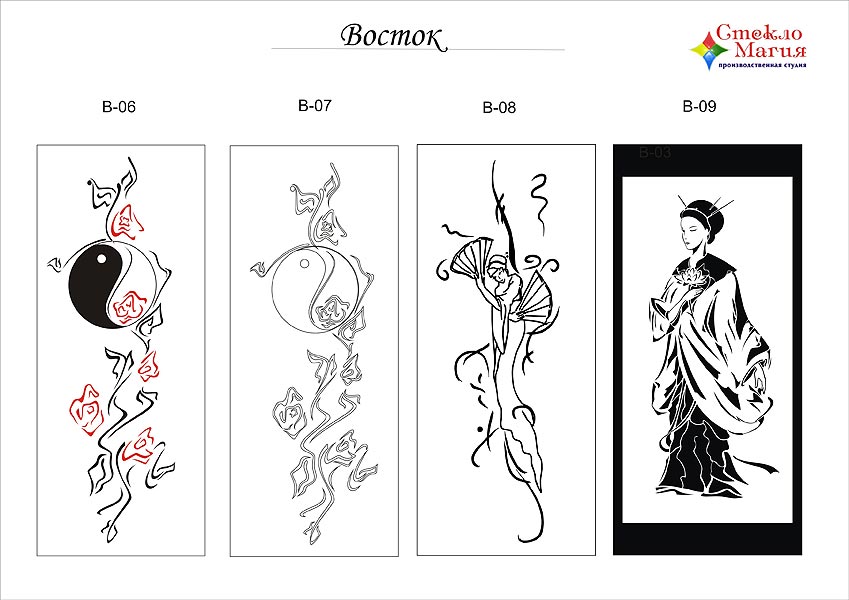 Восток
Стекло
Магия
производственная студия
В-06
В-07
В-08
В-09
В-03